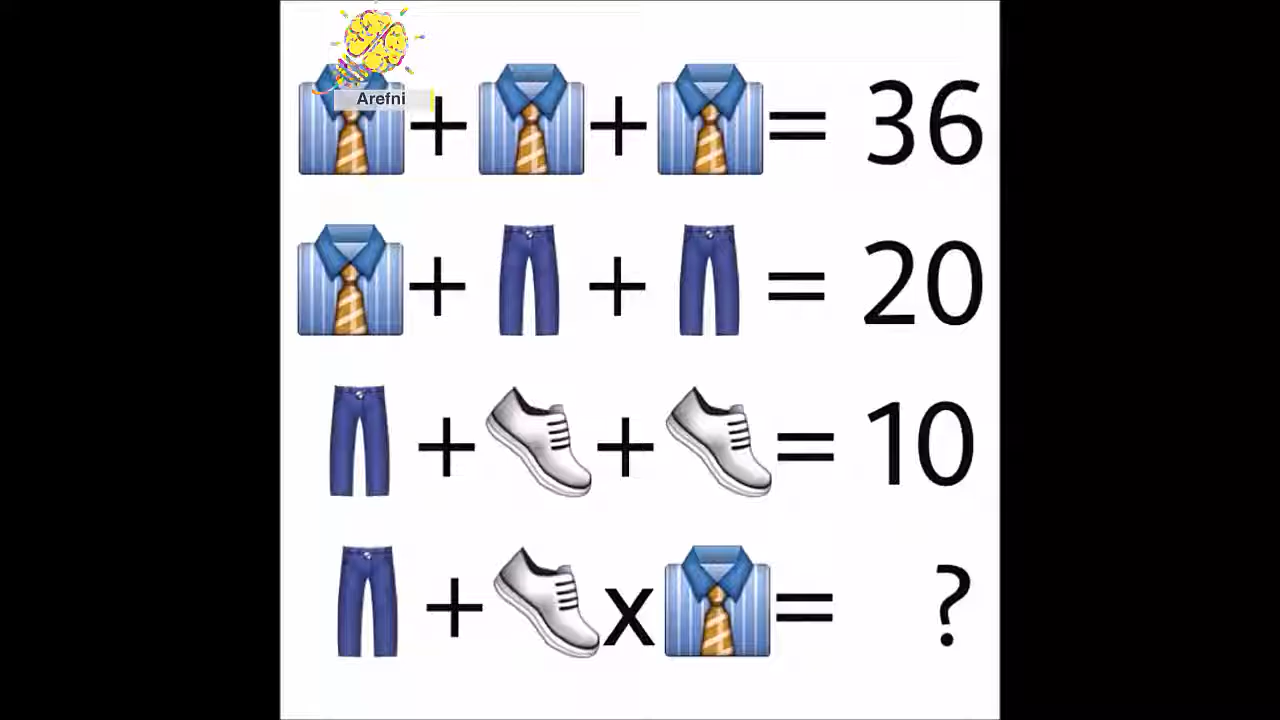 Arefni
+ + = 36
+ + = 20
+ + = 10
+ x = ?